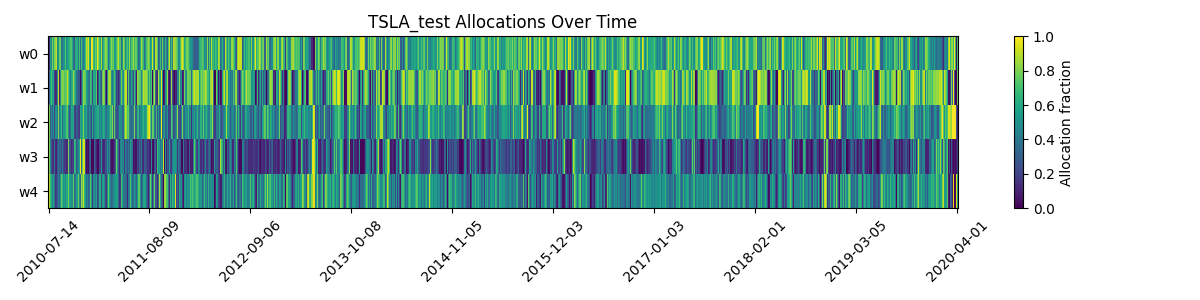 TSLA_test Allocations Over Time
w0
w1
w2
w3
w4
2010-07-14
2011-08-09
2012-09-06
2013-10-08
2014-11-05
2015-12-03
2017-01-03
2018-02-01
2019-03-05
2020-04-01
1.0
0.8
0.6
0.4
0.2
0.0
Allocation fraction